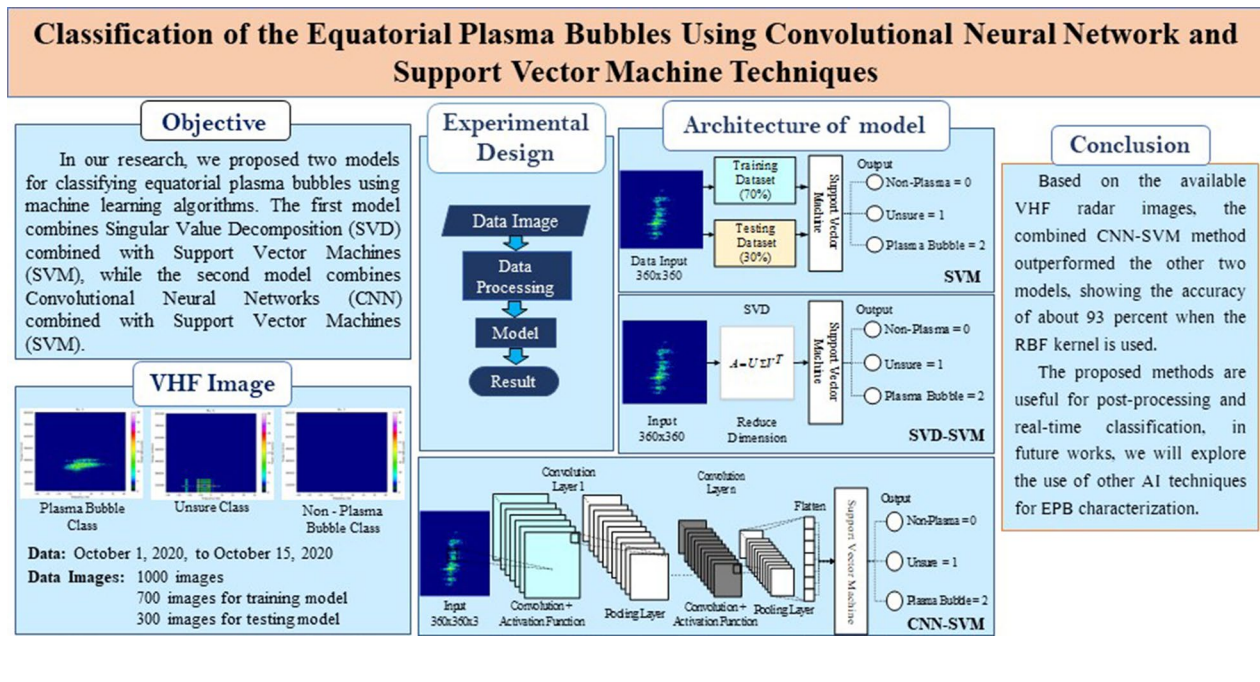 Classification of the Equatorial Plasma Bubbles Using Convolutional Neural Network and
Support Vector Machine Techniques
Objective
In our research, we proposed two models
for classifying equatorial plasma bubbles using
machine learning algorithms. The first model
combines Singular Value Decomposition (SVD)
combined with Support Vector Machines
(SVM), while the second model combines
Convolutional Neural Networks (CNN)
combined with Support Vector Machines
(SVM).
VHF Image
Plasma Bubble
Class
Unsure Class
Non - Plasma
Bubble Class
Data: October 1, 2020, to October 15, 2020
Data Images: 1000 images
700 images for training model
300 images for testing model
Experimental
Design
Data Image
Data
Processing
Model
Result
Architecture of model
Data Input
360x360
Training
Dataset
(70%)
Testing
Dataset
(30%)
Support Vector
Machine
Output
Non-Plasma = 0
Unsure = 1
Plasma Bubble = 2
SVM
Input
360x360
SVD
A=UΣV^T
Reduce
Dimension
Support Vector
Machine
Output
Non-Plasma = 0
Unsure = 1
Plasma Bubble = 2
SVD-SVM
Input
360x360x3
Convolution
Layer 1
Convolution +
Activation Function
Pooling Layer
Convolution
Layer n
Convolution +
Activation Function
Pooling Layer
Flatten
Support Vector Machine
Output
Non-Plasma = 0
Unsure = 1
Plasma Bubble = 2
CNN-SVM
Conclusion
Based on the available
VHF radar images, the
combined CNN-SVM method
outperformed the other two
models, showing the accuracy
of about 93 percent when the
RBF kernel is used.
The proposed methods are
useful for post-processing and
real-time classification, in
future works, we will explore
the use of other AI techniques
for EPB characterization.